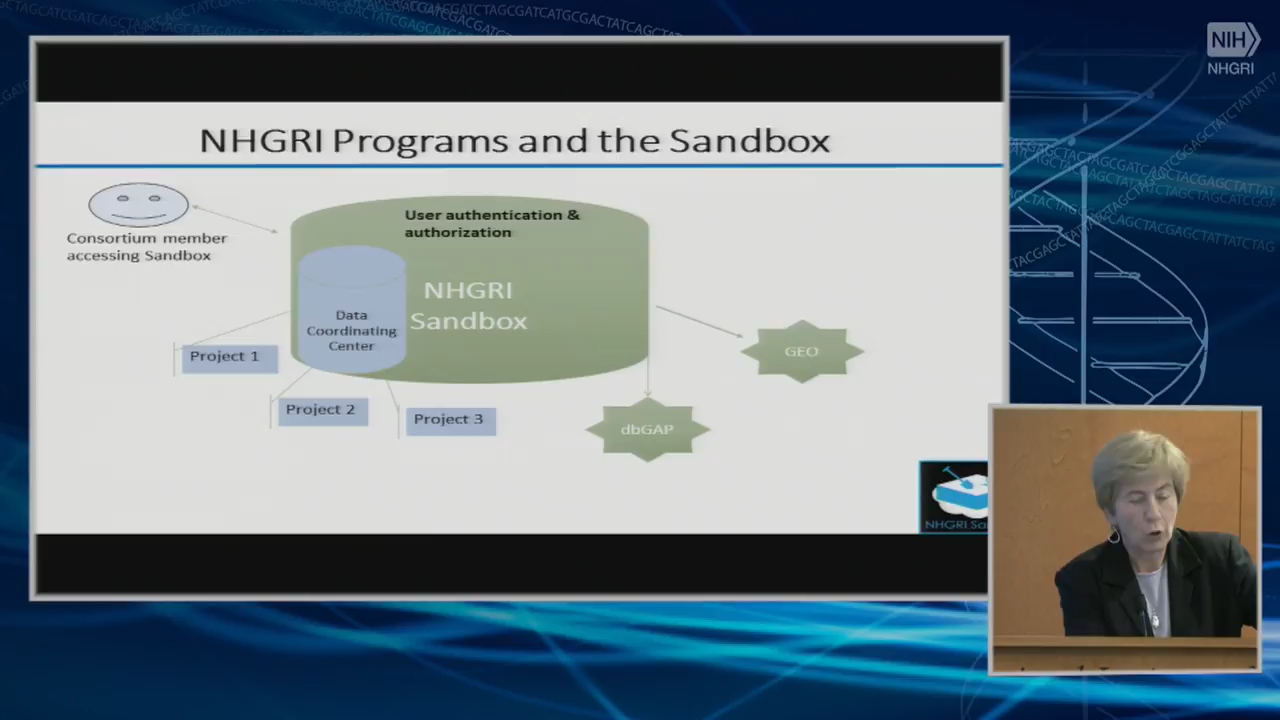 NIH
NHGRI
NHGRI Programs and the Sandbox
User authentication &
authorization
Consortium member
accessing Sandbox
NHGRI
Sandbox
Data
Coordinating
Center
Project 1
Project 2
Project 3
GEO
dbGAP
NHGRI